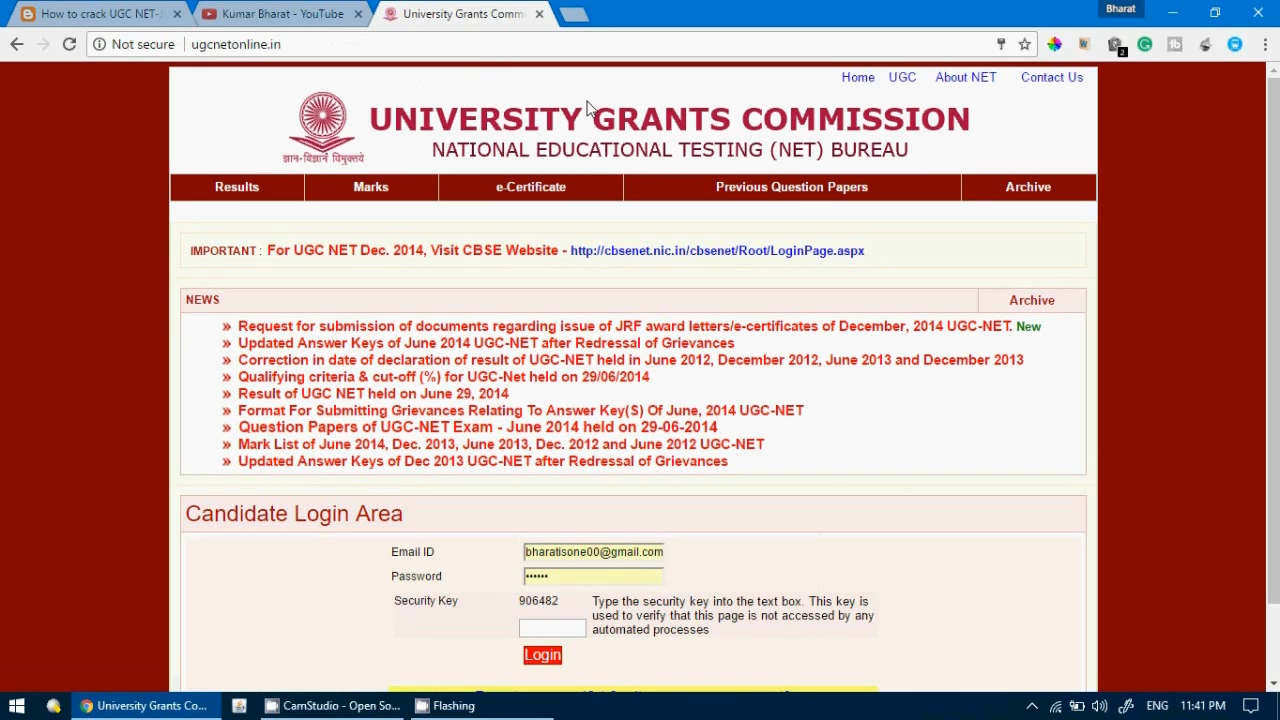 How to crack UGC NET-
Kumar Bharat - YouTube
University Grants Comm
Bharat
Not secure
ugcnetonline.in
2
Home
UGC
About NET
Contact Us
UNIVERSITY GRANTS COMMISSION
ज्ञान-विज्ञानं विमुक्तये
NATIONAL EDUCATIONAL TESTING (NET) BUREAU
Results
Marks
e-Certificate
Previous Question Papers
Archive
IMPORTANT : For UGC NET Dec. 2014, Visit CBSE Website - http://cbsenet.nic.in/cbsenet/Root/LoginPage.aspx
NEWS
Archive
» Request for submission of documents regarding issue of JRF award letters/e-certificates of December, 2014 UGC-NET. New
» Updated Answer Keys of June 2014 UGC-NET after Redressal of Grievances
» Correction in date of declaration of result of UGC-NET held in June 2012, December 2012, June 2013 and December 2013
» Qualifying criteria & cut-off (%) for UGC-Net held on 29/06/2014
» Result of UGC NET held on June 29, 2014
» Format For Submitting Grievances Relating To Answer Key(S) Of June, 2014 UGC-NET
» Question Papers of UGC-NET Exam - June 2014 held on 29-06-2014
» Mark List of June 2014, Dec. 2013, June 2013, Dec. 2012 and June 2012 UGC-NET
» Updated Answer Keys of Dec 2013 UGC-NET after Redressal of Grievances
Candidate Login Area
Email ID
bharatisone00@gmail.com
Password
••••••
Security Key
906482
Type the security key into the text box. This key is
used to verify that this page is not accessed by any
automated processes
Login
University Grants Co...
CamStudio - Open So...
Flashing
ENG
11:41 PM